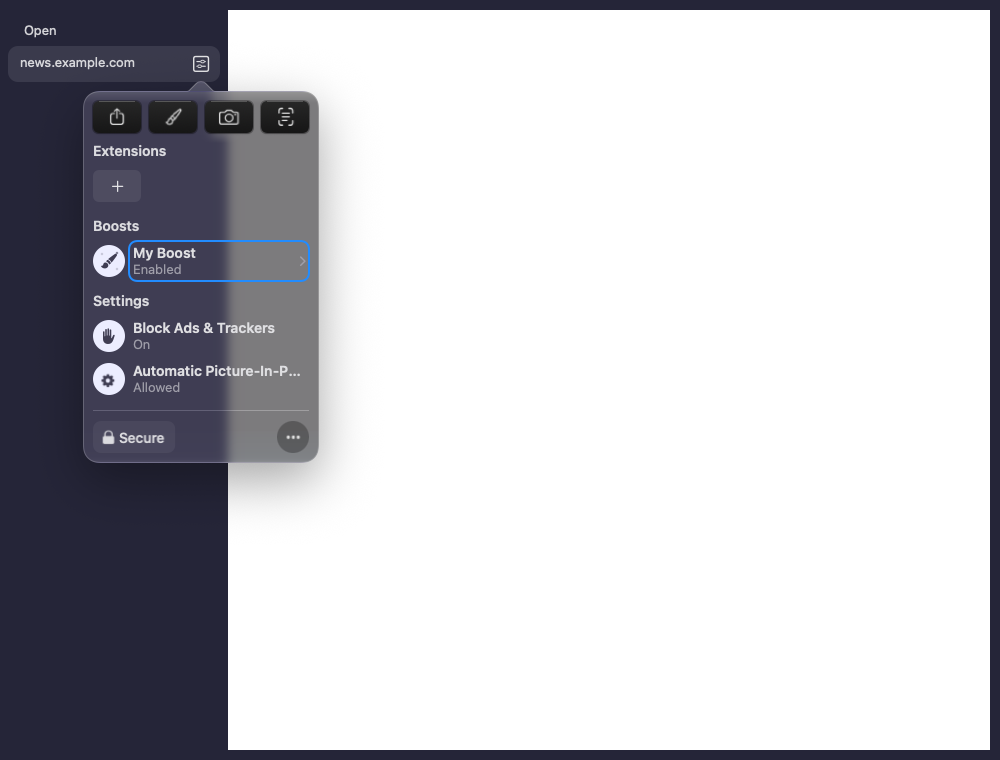 Open
news.example.com
Extensions
Boosts
My Boost
Enabled
Settings
Block Ads & Trackers
On
Automatic Picture-In-P...
Allowed
Secure